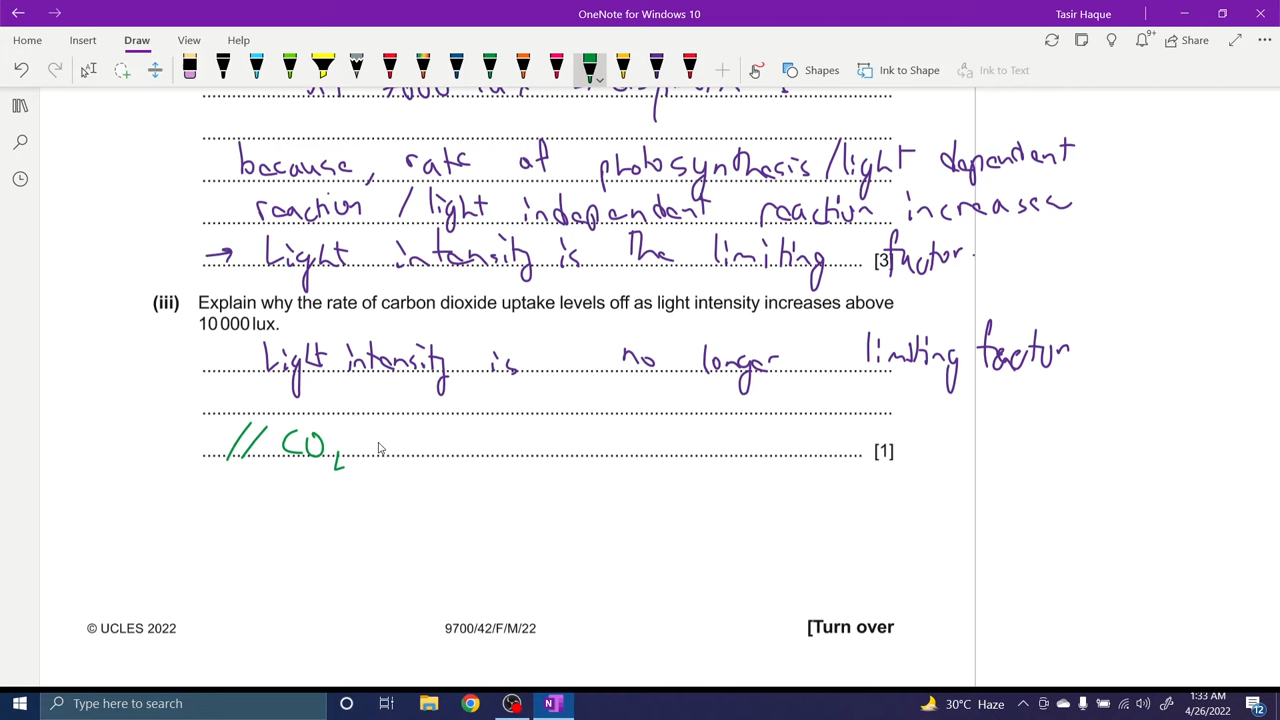 OneNote for Windows 10
Tasir Haque
Home Insert Draw View Help
9+
Share
Shapes
Ink to Shape
Ink to Text
because, rate of photosynthesis/light dependent
reaction / light independent reaction increases
→ Light intensity is the limiting factor. [3]
(iii) Explain why the rate of carbon dioxide uptake levels off as light intensity increases above
10 000 lux.
Light intensity is no longer limiting factor
// CO2
[1]
© UCLES 2022
9700/42/F/M/22
[Turn over
Type here to search
30°C Haze
1:33 AM
4/26/2022
12